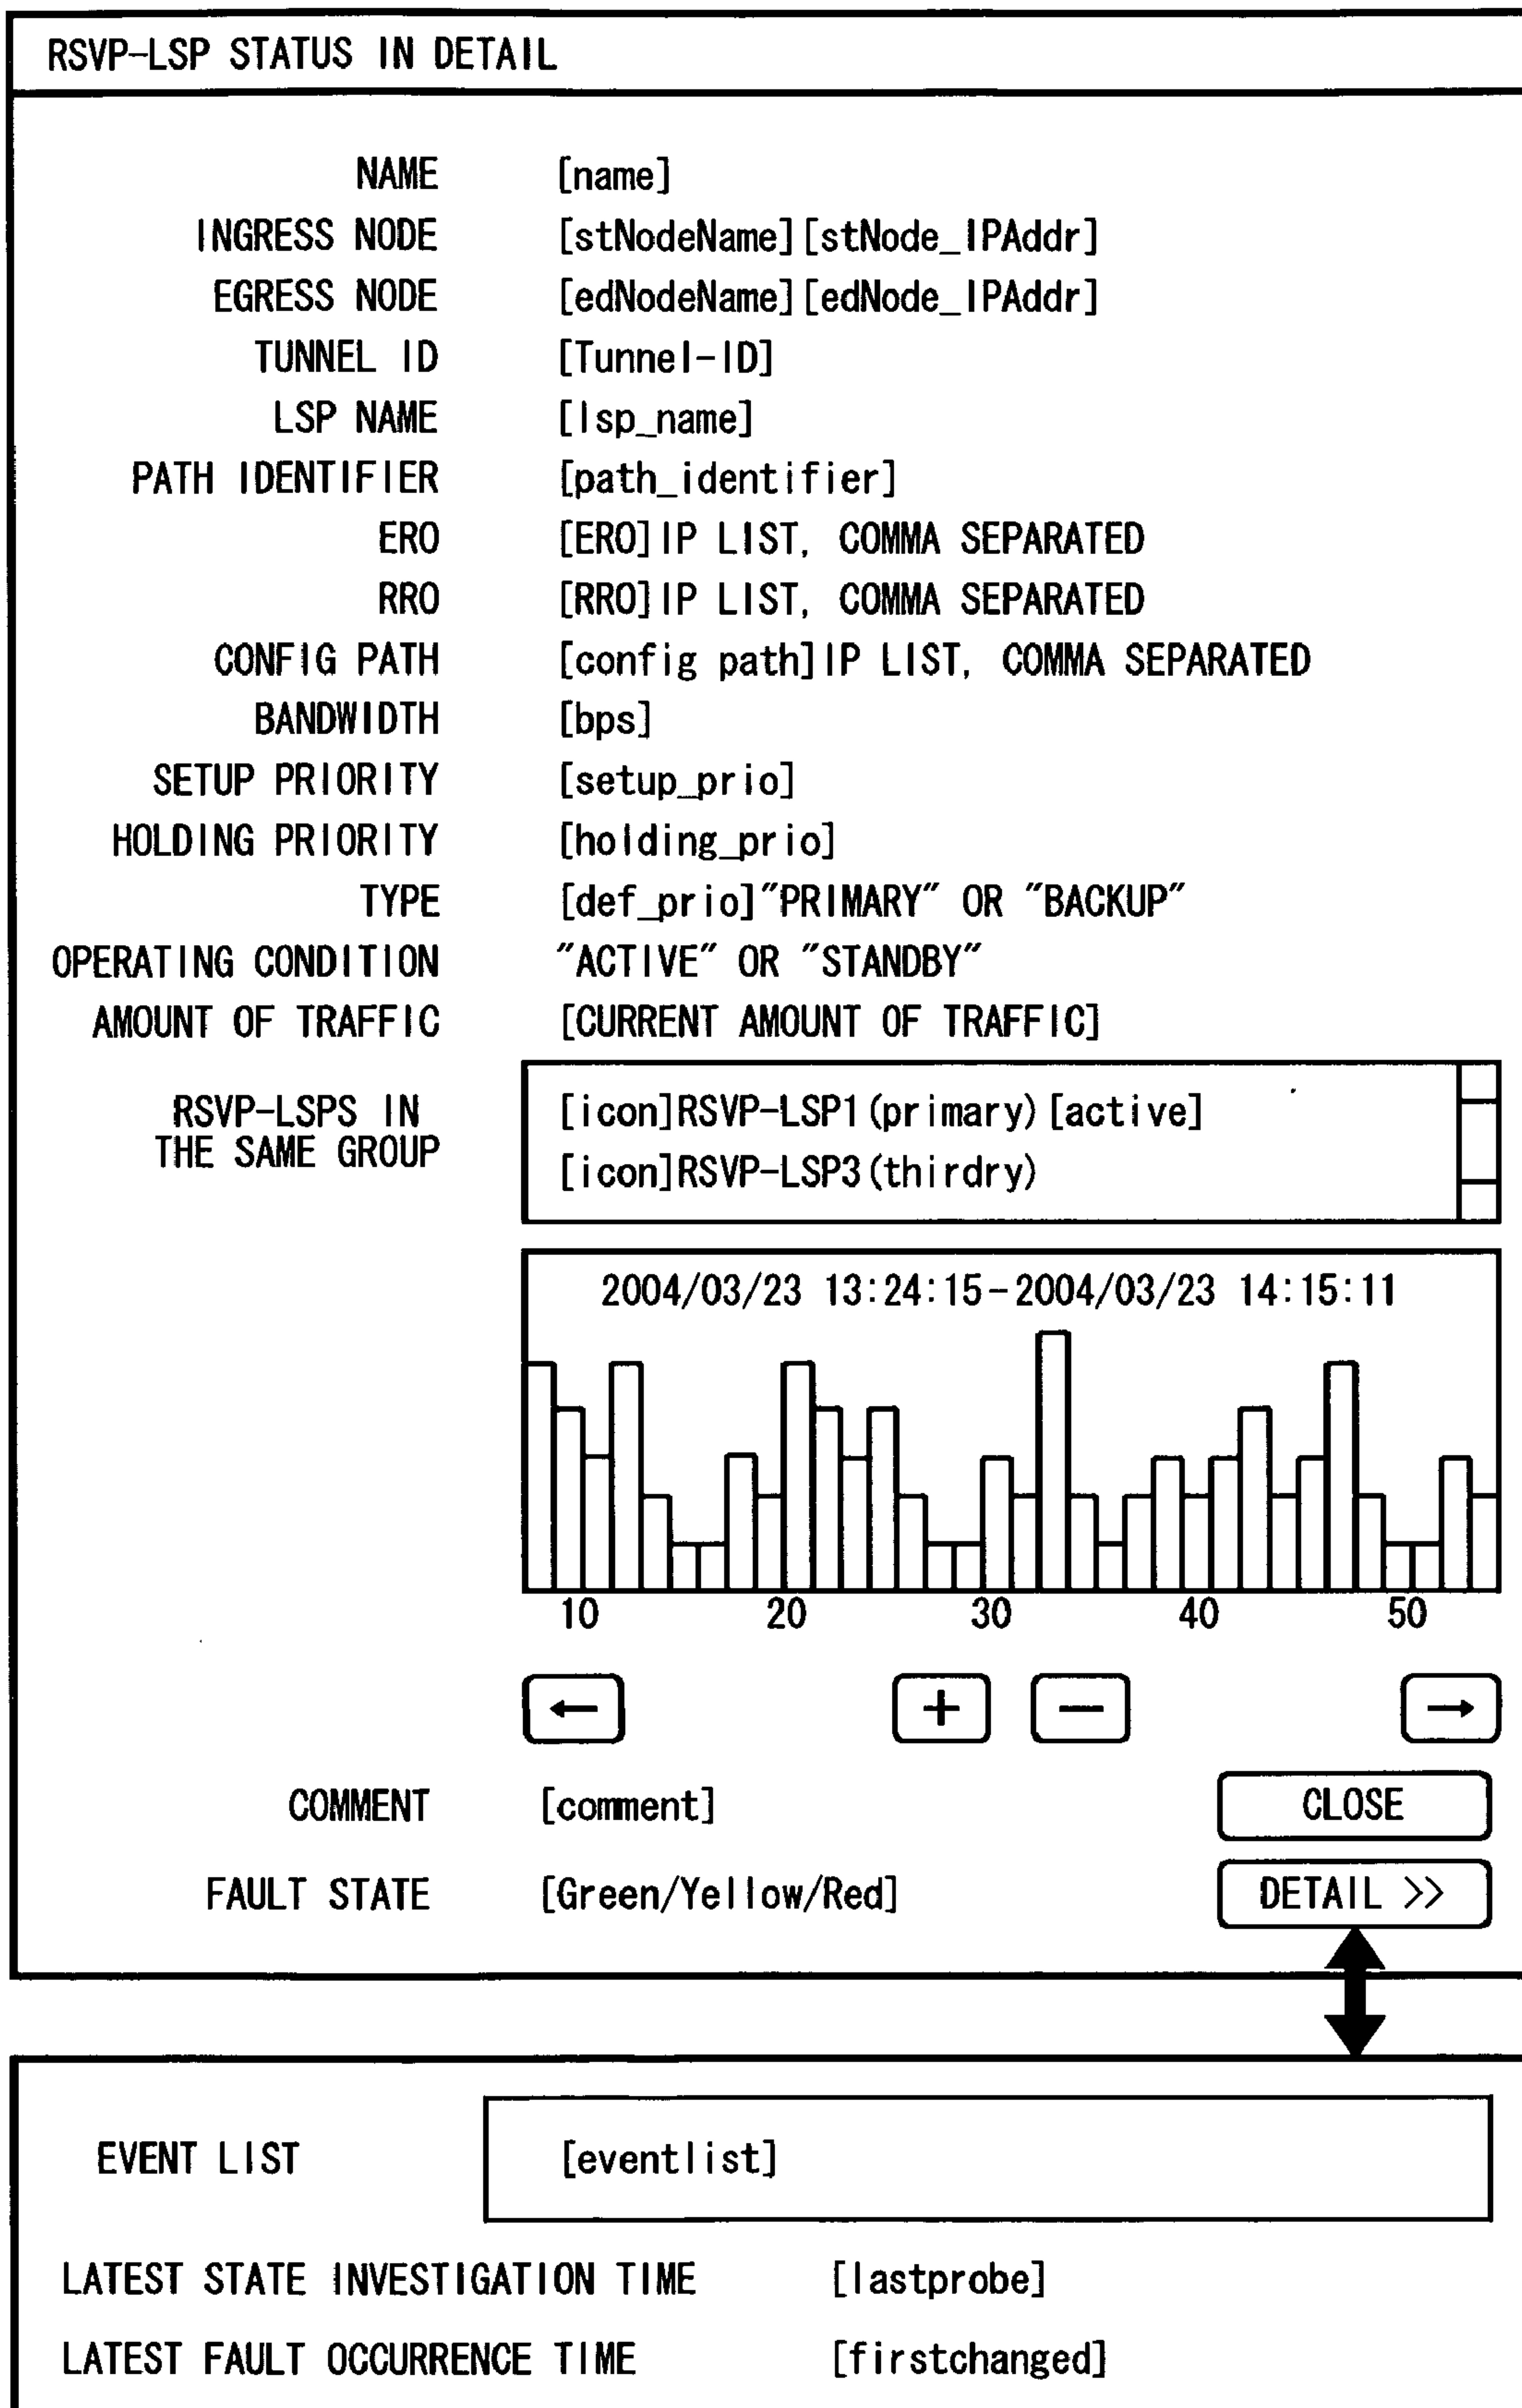 RSVP-LSP STATUS IN DETAIL
NAME [name]
INGRESS NODE [stNodeName][stNode_IPAddr]
EGRESS NODE [edNodeName][edNode_IPAddr]
TUNNEL ID [Tunnel-ID]
LSP NAME [lsp_name]
PATH IDENTIFIER [path_identifier]
ERO [ERO]IP LIST, COMMA SEPARATED
RRO [RRO]IP LIST, COMMA SEPARATED
CONFIG PATH [config path]IP LIST, COMMA SEPARATED
BANDWIDTH [bps]
SETUP PRIORITY [setup_prio]
HOLDING PRIORITY [holding_prio]
TYPE [def_prio]"PRIMARY" OR "BACKUP"
OPERATING CONDITION "ACTIVE" OR "STANDBY"
AMOUNT OF TRAFFIC [CURRENT AMOUNT OF TRAFFIC]
RSVP-LSPS IN
THE SAME GROUP
[icon]RSVP-LSP1(primary)[active]
[icon]RSVP-LSP3(thirdry)
2004/03/23 13:24:15-2004/03/23 14:15:11
10 20 30 40 50
← + — →
COMMENT [comment] CLOSE
FAULT STATE [Green/Yellow/Red] DETAIL >>
EVENT LIST [eventlist]
LATEST STATE INVESTIGATION TIME [lastprobe]
LATEST FAULT OCCURRENCE TIME [firstchanged]